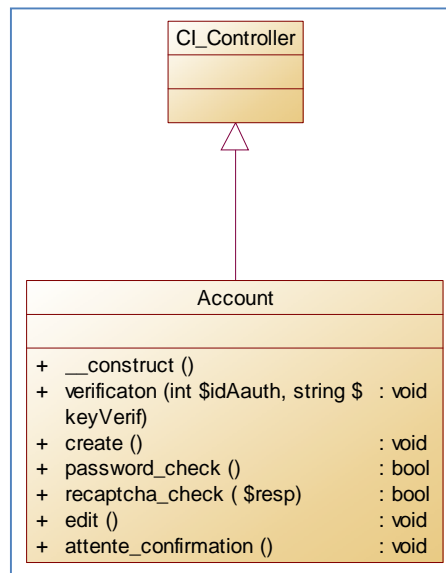 CI_Controller
Account
+ __construct ()
+ verificaton (int $idAauth, string $ : void
keyVerif)
+ create () : void
+ password_check () : bool
+ recaptcha_check ( $resp) : bool
+ edit () : void
+ attente_confirmation () : void